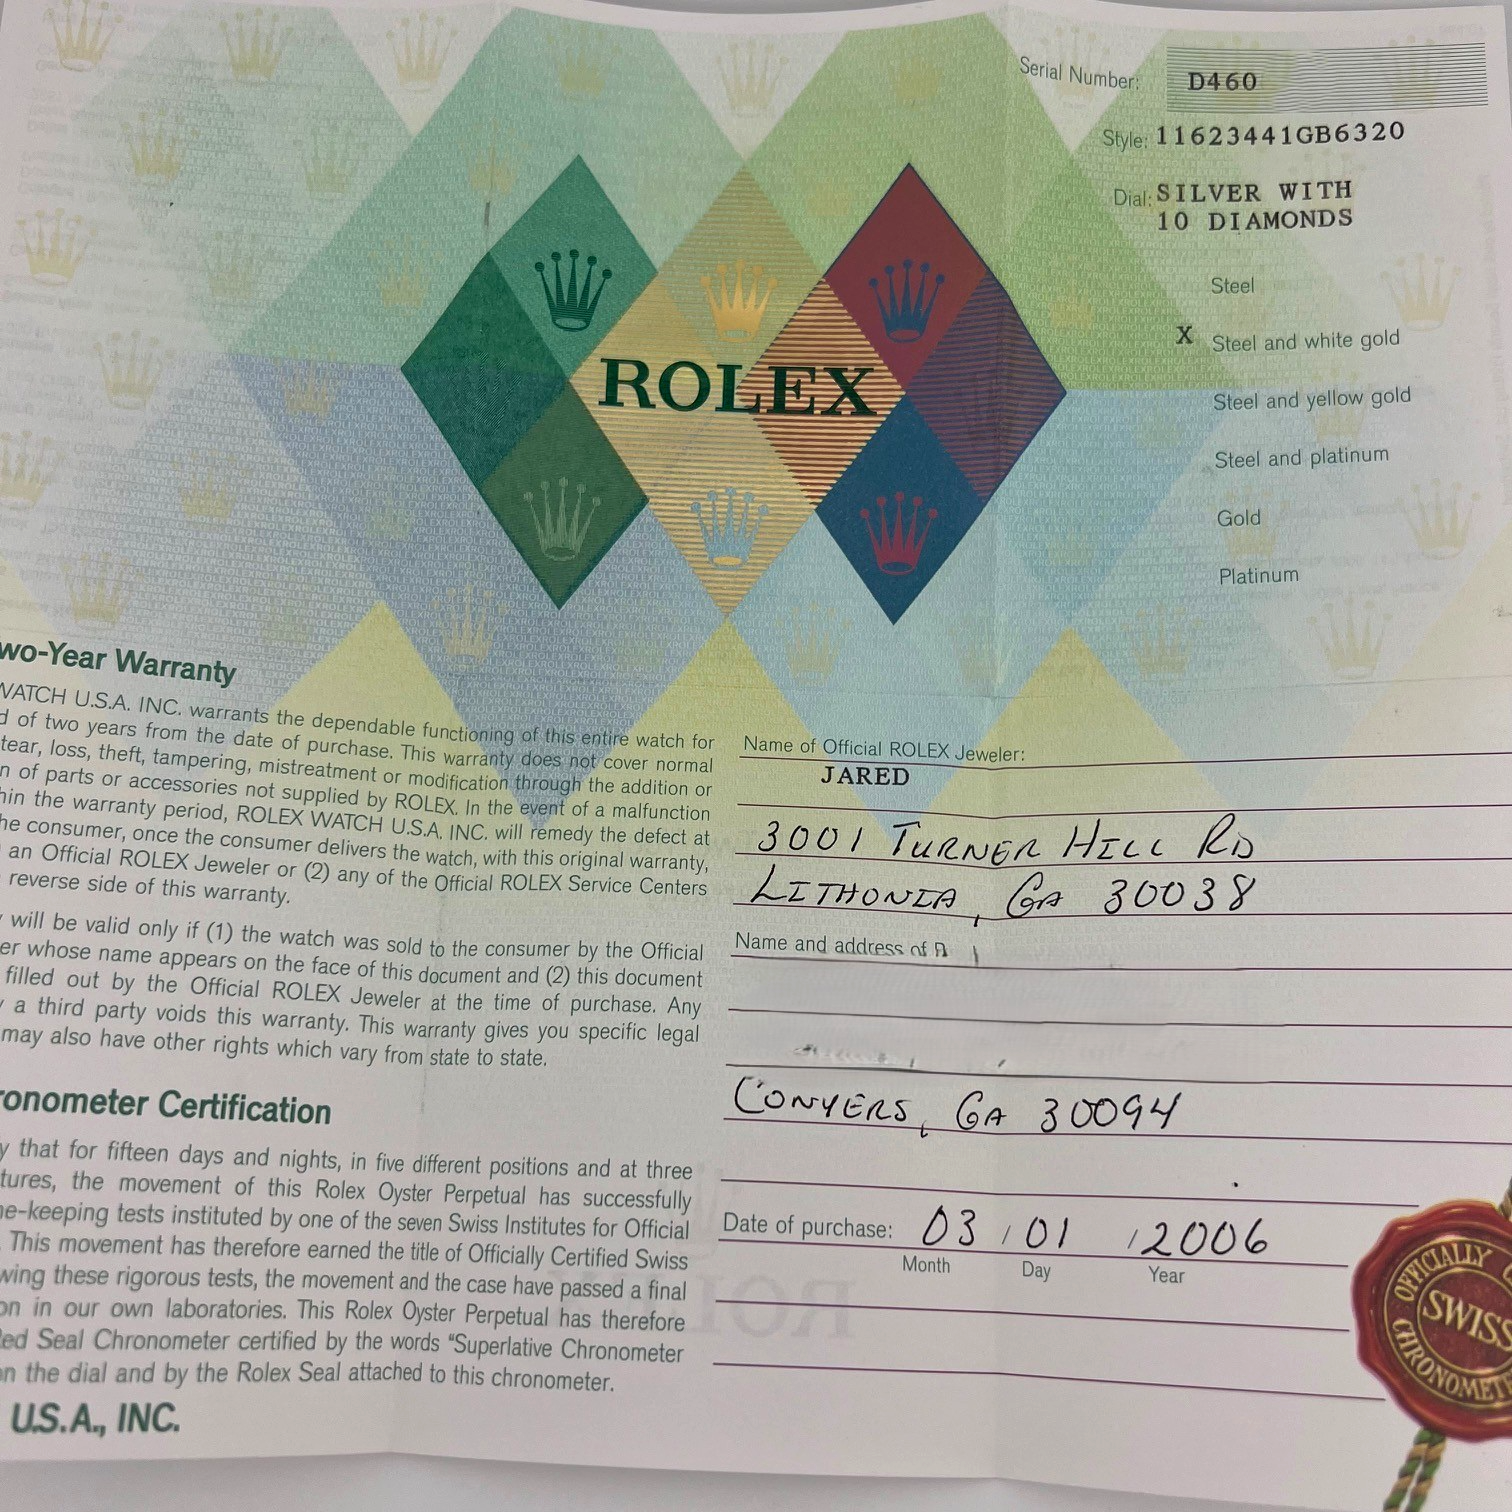 Serial Number: D460
Style: 11623441GB6320
Dial: SILVER WITH
10 DIAMONDS
Steel
X Steel and white gold
Steel and yellow gold
Steel and platinum
Gold
Platinum
ROLEX
wo-Year Warranty
WATCH U.S.A. INC. warrants the dependable functioning of this entire watch for
d of two years from the date of purchase. This warranty does not cover normal
tear, loss, theft, tampering, mistreatment or modification through the addition or
n of parts or accessories not supplied by ROLEX. In the event of a malfunction
hin the warranty period, ROLEX WATCH U.S.A. INC. will remedy the defect at
he consumer, once the consumer delivers the watch, with this original warranty,
an Official ROLEX Jeweler or (2) any of the Official ROLEX Service Centers
reverse side of this warranty.
will be valid only if (1) the watch was sold to the consumer by the Official
er whose name appears on the face of this document and (2) this document
filled out by the Official ROLEX Jeweler at the time of purchase. Any
a third party voids this warranty. This warranty gives you specific legal
may also have other rights which vary from state to state.
ronometer Certification
y that for fifteen days and nights, in five different positions and at three
tures, the movement of this Rolex Oyster Perpetual has successfully
ne-keeping tests instituted by one of the seven Swiss Institutes for Official
. This movement has therefore earned the title of Officially Certified Swiss
wing these rigorous tests, the movement and the case have passed a final
on in our own laboratories. This Rolex Oyster Perpetual has therefore
Red Seal Chronometer certified by the words "Superlative Chronometer
on the dial and by the Rolex Seal attached to this chronometer.
U.S.A., INC.
Name of Official ROLEX Jeweler:
JARED
3001 TURNER HILL RD
LITHONIA, GA 30038
Name and address of
CONYERS, GA 30094
Date of purchase: 03 / 01 / 2006
Month Day Year
OFFICIALLY
SWISS
CHRONOMET